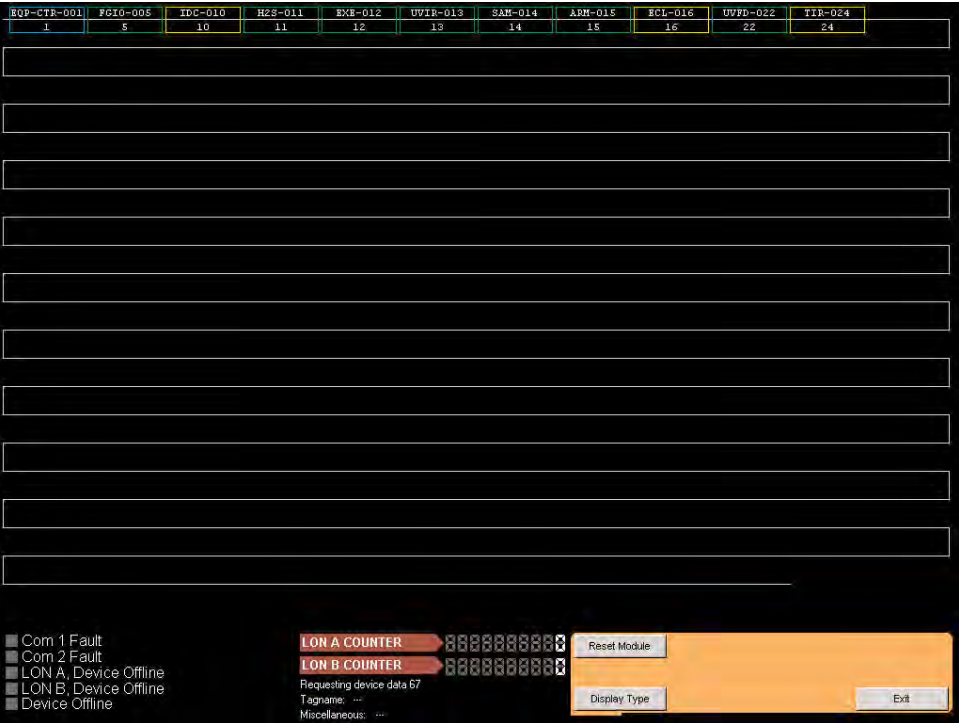 EQP-CTR-001 FGIO-005 IDC-010 H2S-011 EXE-012 UVIR-013 SAM-014 ARM-015 ECL-016 UVFD-022 TIR-024
1 5 10 11 12 13 14 15 16 22 24
Com 1 Fault
Com 2 Fault
LON A, Device Offline
LON B, Device Offline
Device Offline
LON A COUNTER
LON B COUNTER
Requesting device data 67
Tagname: ---
Miscellaneous: ---
Reset Module
Display Type
Exit